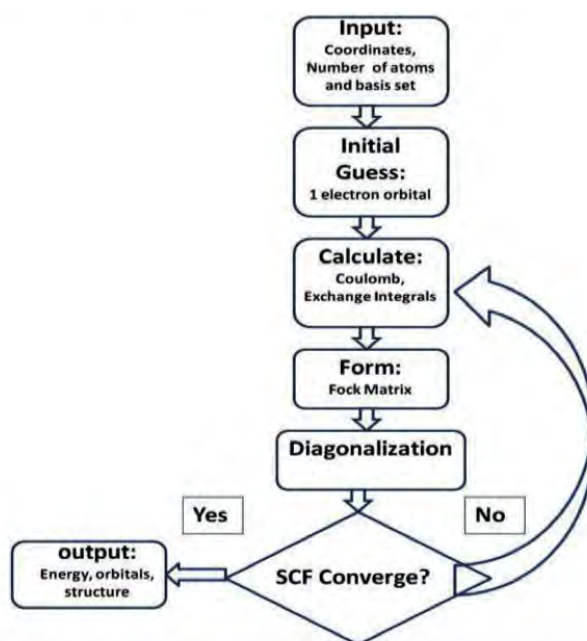 Input:
Coordinates,
Number of atoms
and basis set
Initial
Guess:
1 electron orbital
Calculate:
Coulomb,
Exchange Integrals
Form:
Fock Matrix
Diagonalization
Yes
No
SCF Converge?
output:
Energy, orbitals,
structure